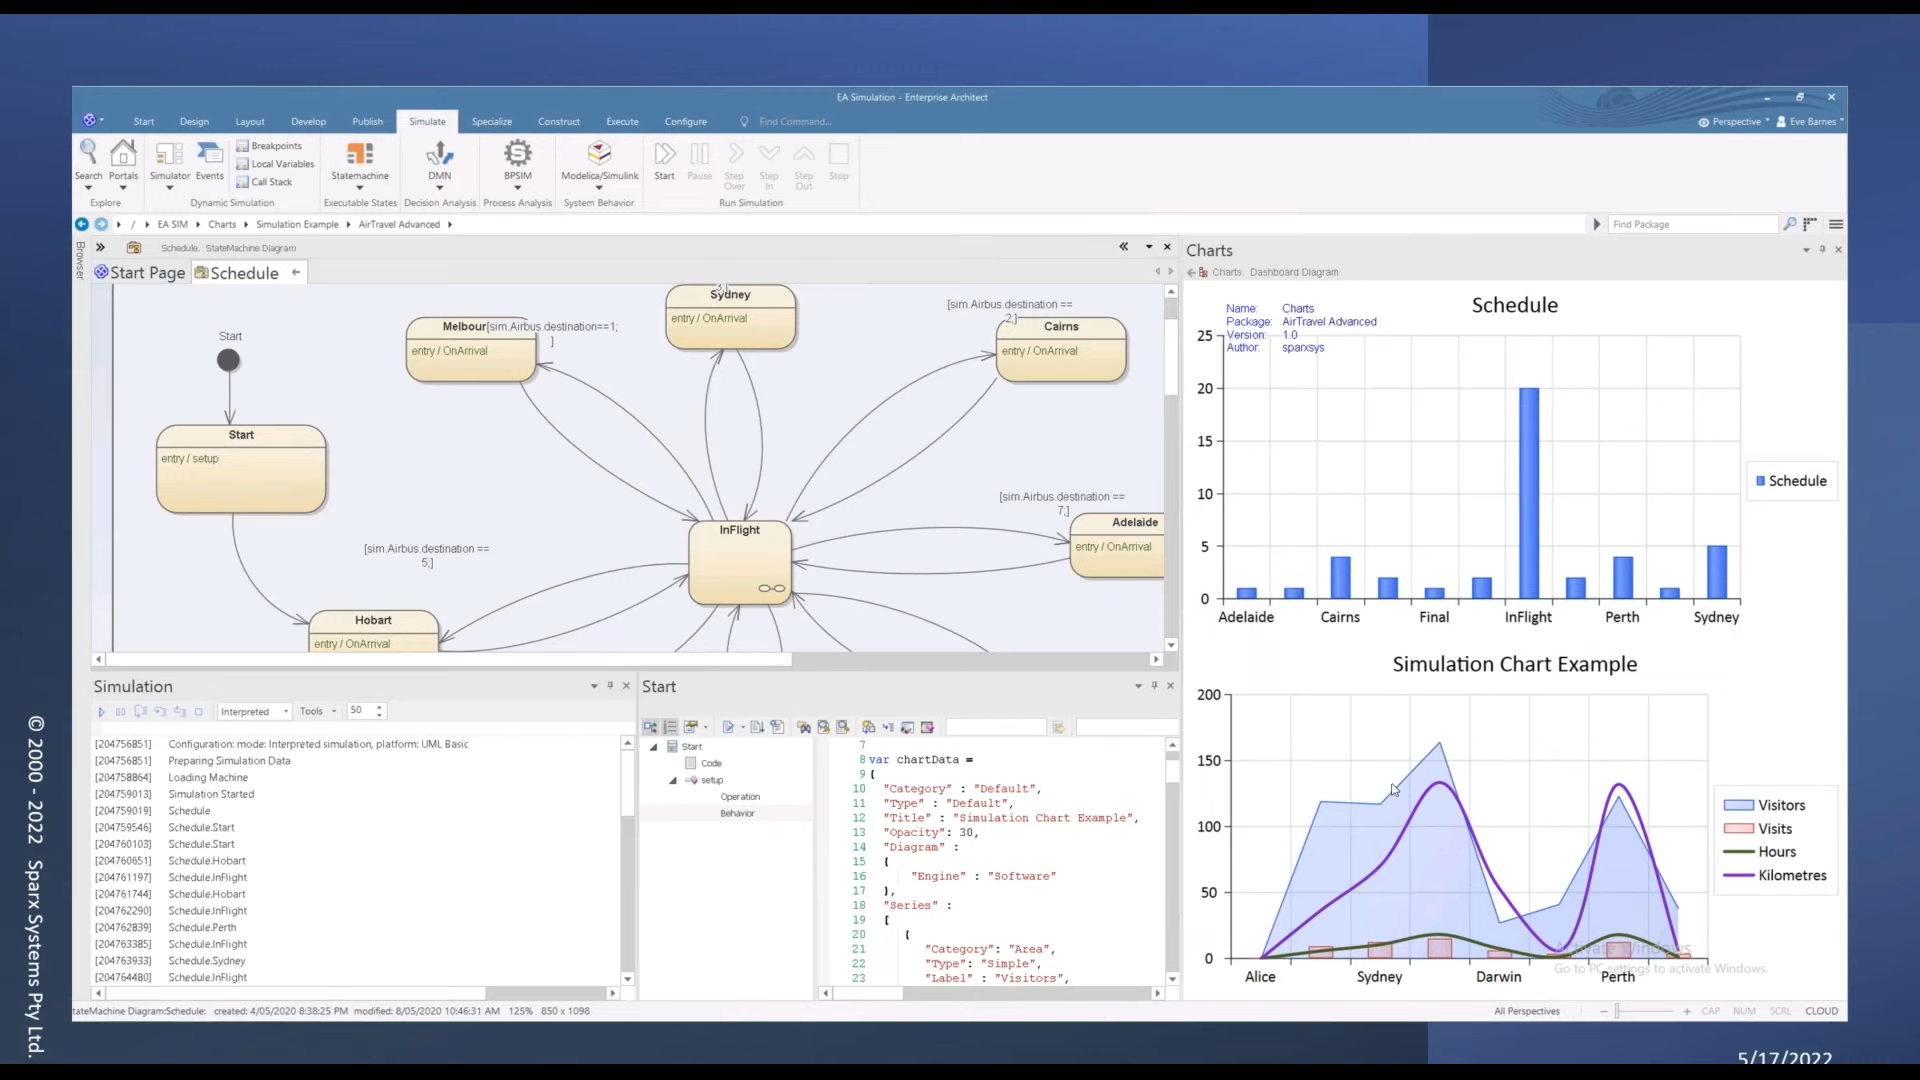 EA Simulation - Enterprise Architect
Start Design Layout Develop Publish Simulate Specialize Construct Execute Configure Find Command...
Perspective Eve Barnes
Search Portals Simulator Events
Breakpoints
Local Variables
Call Stack
Statemachine DMN BPSIM Modelica/Simulink
Start Pause Step Over Step In Step Out Stop
Explore Dynamic Simulation Executable States Decision Analysis Process Analysis System Behavior Run Simulation
/ EA SIM Charts Simulation Example AirTravel Advanced
Find Package
Browser
Schedule. StateMachine Diagram
Start Page Schedule
Start
Start
entry / setup
Melbour[sim.Airbus.destination==1;
]
entry / OnArrival
Sydney
entry / OnArrival
[sim.Airbus.destination ==
2;]
Cairns
entry / OnArrival
[sim.Airbus.destination ==
7;]
Adelaide
entry / OnArrival
InFlight
[sim.Airbus.destination ==
5;]
Hobart
entry / OnArrival
Charts
Charts. Dashboard Diagram
Name: Charts
Package: AirTravel Advanced
Version: 1.0
Author: sparxsys
Schedule
25
20
15
10
5
0
Adelaide Cairns Final InFlight Perth Sydney
Schedule
Simulation Chart Example
200
150
100
50
0
Alice Sydney Darwin Perth
Visitors
Visits
Hours
Kilometres
Activate Windows
Go to PC settings to activate Windows.
Simulation
Interpreted Tools 50
[204756851] Configuration: mode: Interpreted simulation, platform: UML Basic
[204756851] Preparing Simulation Data
[204758864] Loading Machine
[204759013] Simulation Started
[204759019] Schedule
[204759546] Schedule.Start
[204760103] Schedule.Start
[204760651] Schedule.Hobart
[204761197] Schedule.InFlight
[204761744] Schedule.Hobart
[204762290] Schedule.InFlight
[204762839] Schedule.Perth
[204763385] Schedule.InFlight
[204763933] Schedule.Sydney
[204764480] Schedule.InFlight
Start
Start
Code
setup
Operation
Behavior
7
8 var chartData =
9 {
10 "Category" : "Default",
11 "Type" : "Default",
12 "Title" : "Simulation Chart Example",
13 "Opacity": 30,
14 "Diagram" :
15 {
16 "Engine" : "Software"
17 },
18 "Series" :
19 [
20 {
21 "Category": "Area",
22 "Type": "Simple",
23 "Label" : "Visitors",
tateMachine Diagram:Schedule: created: 4/05/2020 8:38:25 PM modified: 8/05/2020 10:46:31 AM 125% 850 x 1098
All Perspectives CAP NUM SCRL CLOUD
© 2000 - 2022 Sparx Systems Pty Ltd.
5/17/2022